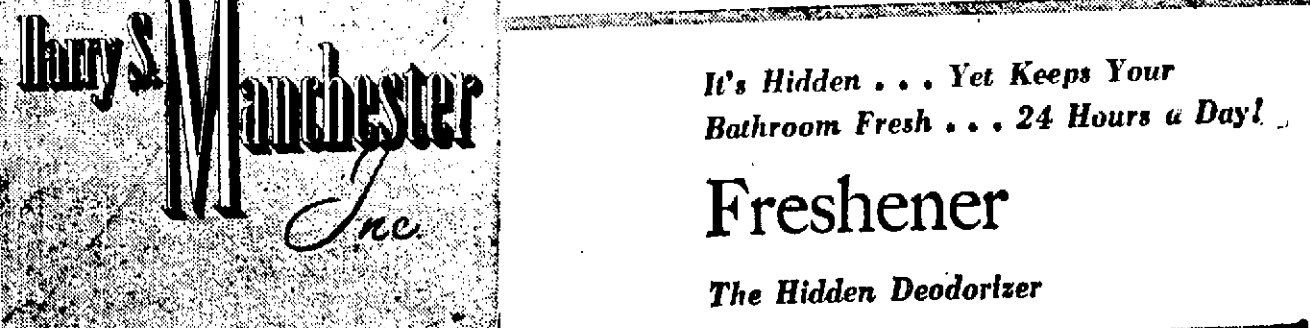 Harry S.
Manchester
Inc.
It's Hidden . . . Yet Keeps Your
Bathroom Fresh . . . 24 Hours a Day!
Freshener
The Hidden Deodorizer